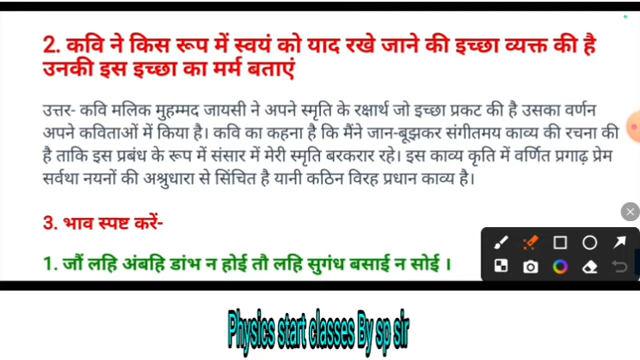 2. कवि ने किस रूप में स्वयं को याद रखे जाने की इच्छा व्यक्त की है
उनकी इस इच्छा का मर्म बताएं
उत्तर- कवि मलिक मुहम्मद जायसी ने अपने स्मृति के रक्षार्थ जो इच्छा प्रकट की है उसका वर्णन
अपने कविताओं में किया है। कवि का कहना है कि मैंने जान-बूझकर संगीतमय काव्य की रचना की
है ताकि इस प्रबंध के रूप में संसार में मेरी स्मृति बरकरार रहे। इस काव्य कृति में वर्णित प्रगाढ़ प्रेम
सर्वथा नयनों की अश्रुधारा से सिंचित है यानी कठिन विरह प्रधान काव्य है।
3. भाव स्पष्ट करें-
1. जौं लहि अंबहि डांभ न होई तौ लहि सुगंध बसाई न सोई ।
Physics start classes By sp sir